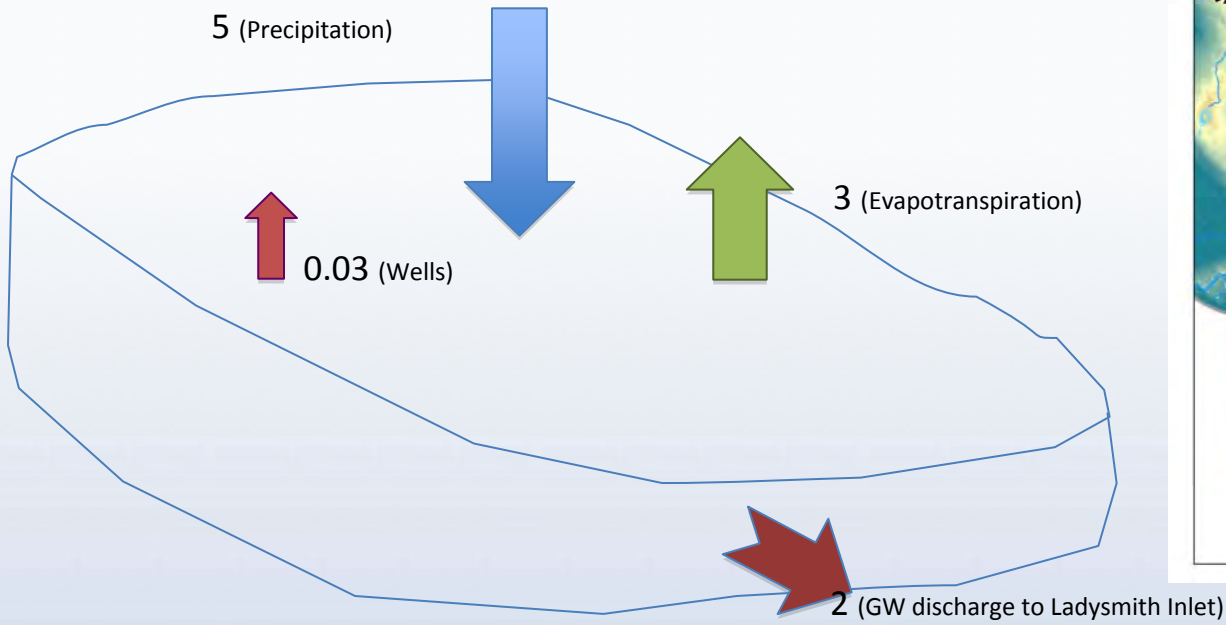 5 (Precipitation)
3 (Evapotranspiration)
0.03 (Wells)
2 (GW discharge to Ladysmith Inlet)